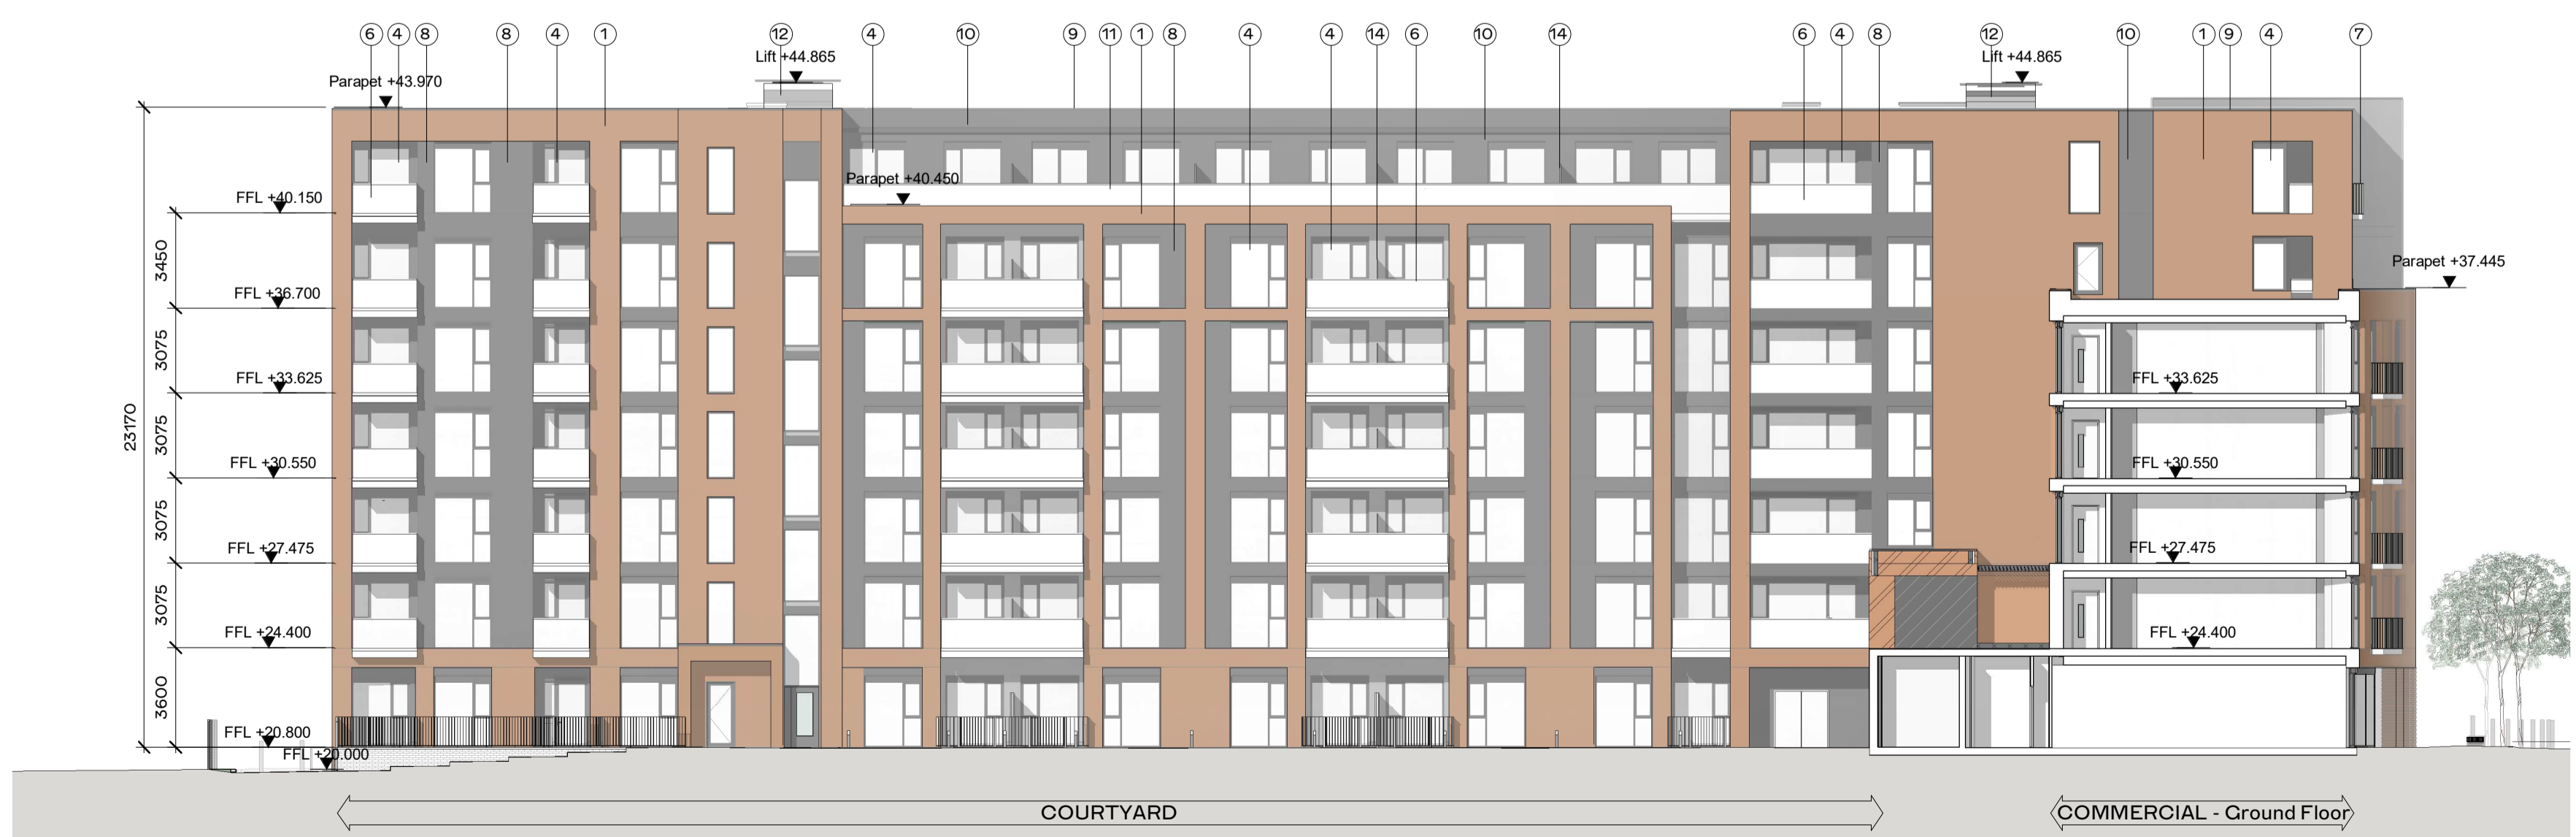 6 4 8 8 4 1 12 4 10 9 11 1 8 4 4 14 6 10 14 6 4 8 12 10 1 9 4 7
Lift +44.865
Lift +44.865
Parapet +43.970
Parapet +40.450
FFL +40.150
3450
Parapet +37.445
FFL +36.700
3075
FFL +33.625
FFL +33.625
23170
3075
FFL +30.550
FFL +30.550
3075
FFL +27.475
FFL +27.475
3075
FFL +24.400
FFL +24.400
3600
FFL +20.800
FFL +20.000
COURTYARD
COMMERCIAL - Ground Floor